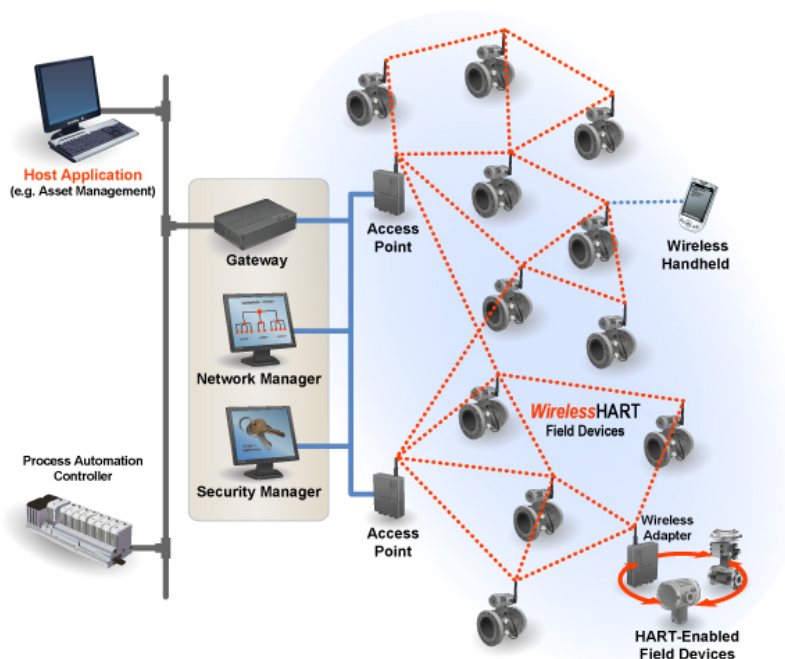 Host Application
(e.g. Asset Management)
Gateway
Access
Point
Wireless
Handheld
Network Manager
WirelessHART
Field Devices
Process Automation
Controller
Security Manager
Access
Point
Wireless
Adapter
HART-Enabled
Field Devices